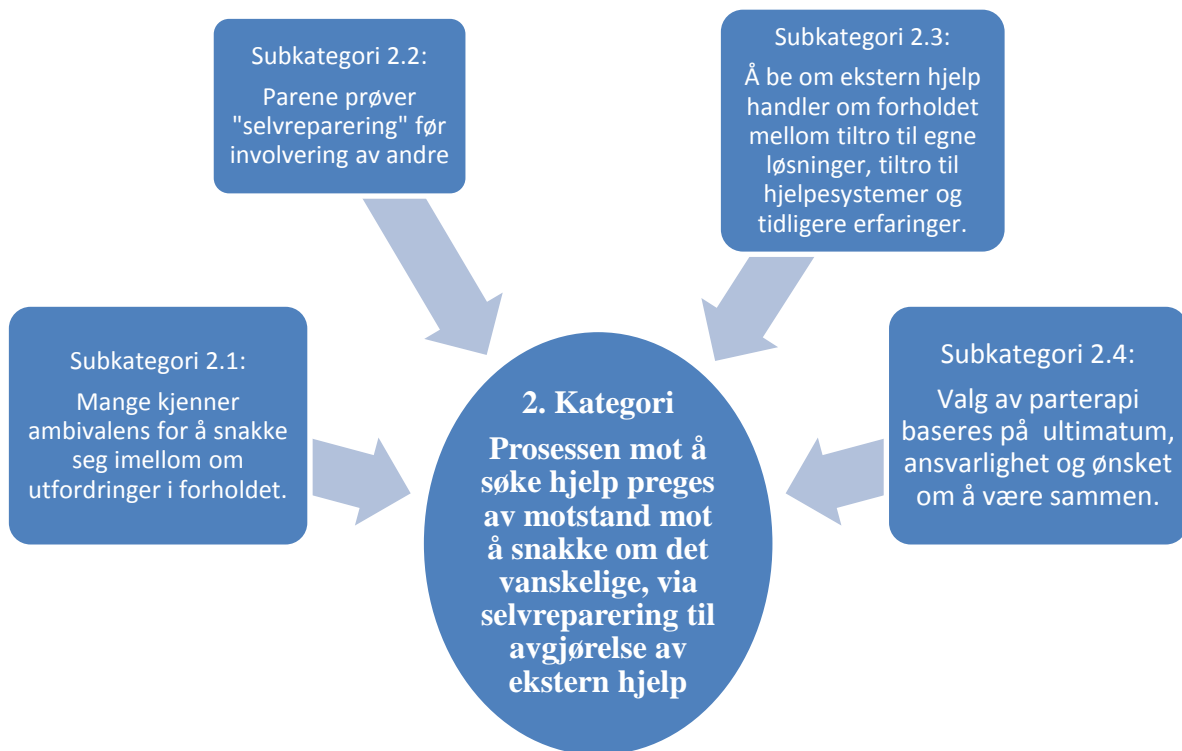 Subkategori 2.2:
Parene prøver
"selvreparering" før
involvering av andre
Subkategori 2.3:
Å be om ekstern hjelp
handler om forholdet
mellom tiltro til egne
løsninger, tiltro til
hjelpesystemer og
tidligere erfaringer.
Subkategori 2.1:
Mange kjenner
ambivalens for å snakke
seg imellom om
utfordringer i forholdet.
Subkategori 2.4:
Valg av parterapi
baseres på  ultimatum,
ansvarlighet og ønsket
om å være sammen.
2. Kategori
Prosessen mot å
søke hjelp preges
av motstand mot
å snakke om det
vanskelige, via
selvreparering til
avgjørelse av
ekstern hjelp